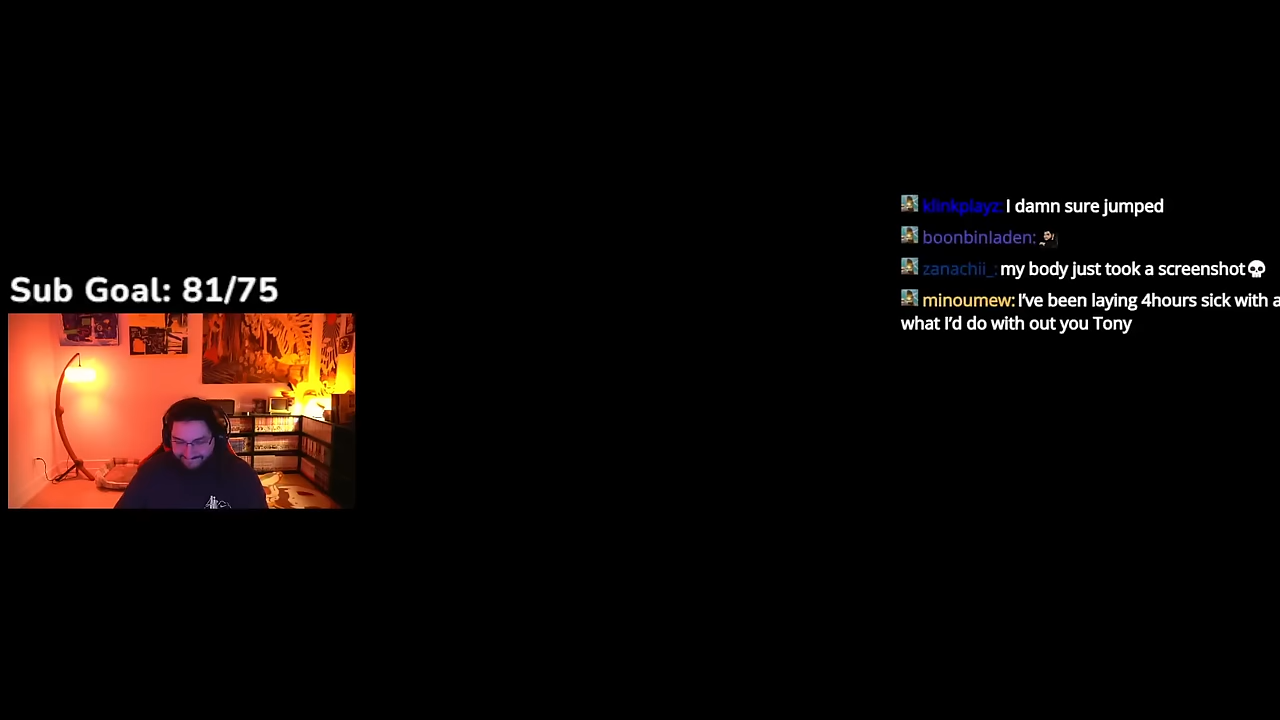 klinkplayz: I damn sure jumped
boonbinladen:
zanachii_: my body just took a screenshot
Sub Goal: 81/75
minoumew: I've been laying 4hours sick with a
what I'd do with out you Tony